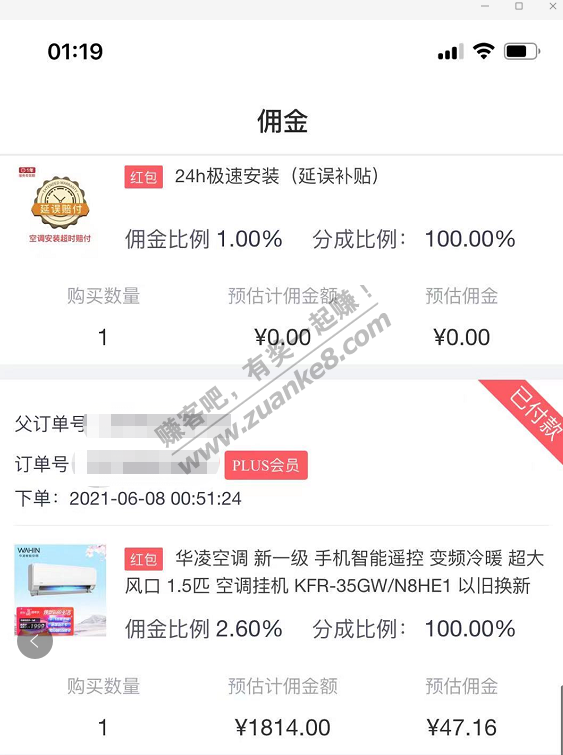 01:19
佣金
延误赔付
空调安装超时赔付
红包 24h极速安装（延误补贴）
佣金比例 1.00% 分成比例： 100.00%
购买数量 预估计佣金额 预估佣金
1 ¥0.00 ¥0.00
赚客吧，有奖一起赚！
www.zuanke8.com
已付款
父订单号
订单号 PLUS会员
下单：2021-06-08 00:51:24
WAHIN
红包 华凌空调 新一级 手机智能遥控 变频冷暖 超大
风口 1.5匹 空调挂机 KFR-35GW/N8HE1 以旧换新
佣金比例 2.60% 分成比例： 100.00%
购买数量 预估计佣金额 预估佣金
1 ¥1814.00 ¥47.16